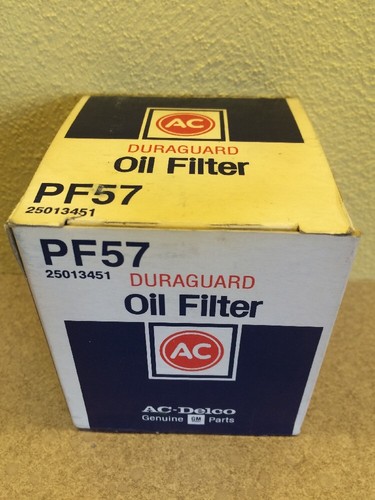 AC
DURAGUARD
Oil Filter
PF57
25013451
PF57
25013451
DURAGUARD
Oil Filter
AC
AC-Delco
Genuine GM Parts